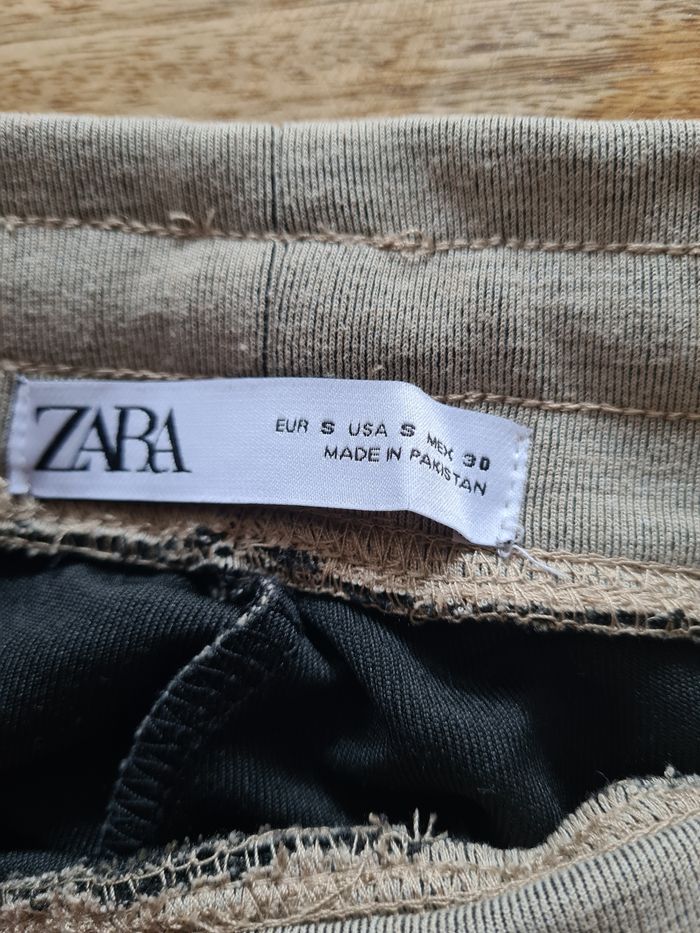 ZARA
EUR S USA S MEX 30
MADE IN PAKISTAN